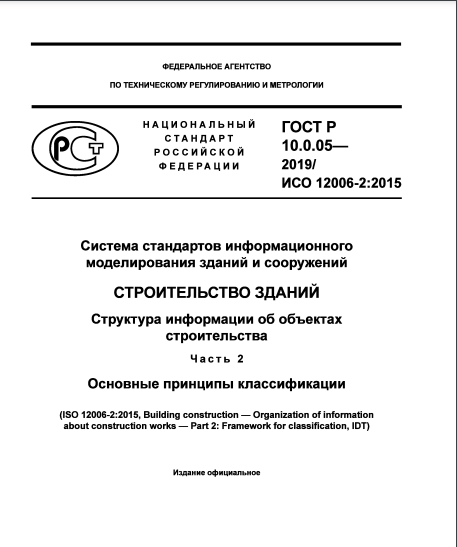 ФЕДЕРАЛЬНОЕ АГЕНТСТВО
ПО ТЕХНИЧЕСКОМУ РЕГУЛИРОВАНИЮ И МЕТРОЛОГИИ
НАЦИОНАЛЬНЫЙ
СТАНДАРТ
РОССИЙСКОЙ
ФЕДЕРАЦИИ
ГОСТ Р
10.0.05—
2019/
ИСО 12006-2:2015
Система стандартов информационного
моделирования зданий и сооружений
СТРОИТЕЛЬСТВО ЗДАНИЙ
Структура информации об объектах
строительства
Часть 2
Основные принципы классификации
(ISO 12006-2:2015, Building construction — Organization of information
about construction works — Part 2: Framework for classification, IDT)
Издание официальное